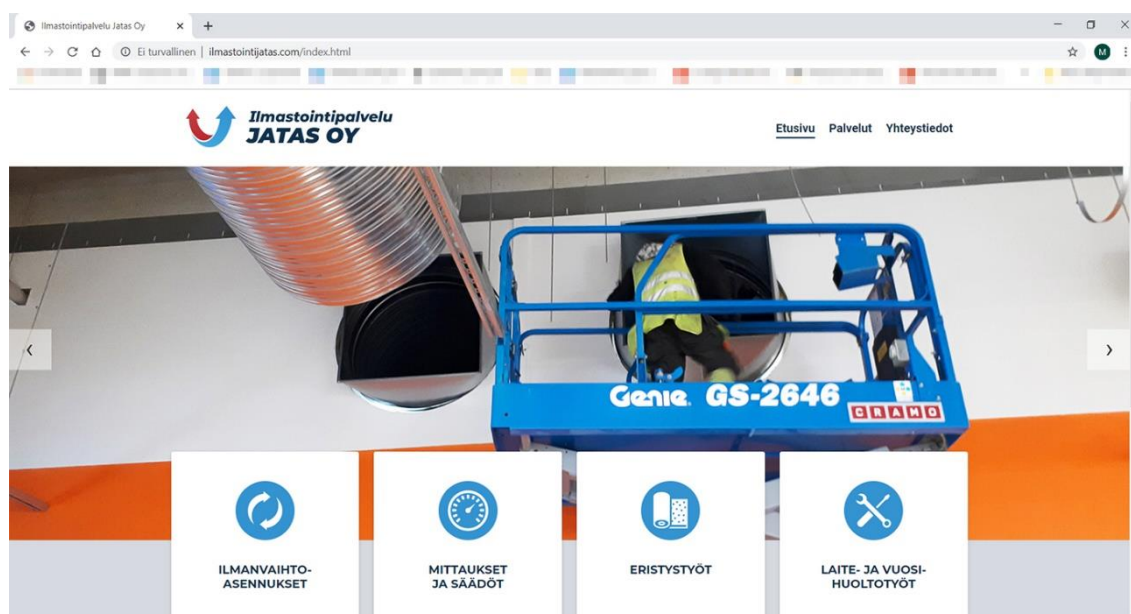 Ilmastointipalvelu Jatas Oy
Ei turvallinen | ilmastointijatas.com/index.html
M
Ilmastointipalvelu
JATAS OY
Etusivu Palvelut Yhteystiedot
Genie GS-2646
CRAMO
ILMANVAIHTO-
ASENNUKSET
MITTAUKSET
JA SÄÄDÖT
ERISTYSTYÖT
LAITE- JA VUOSI-
HUOLTOTYÖT